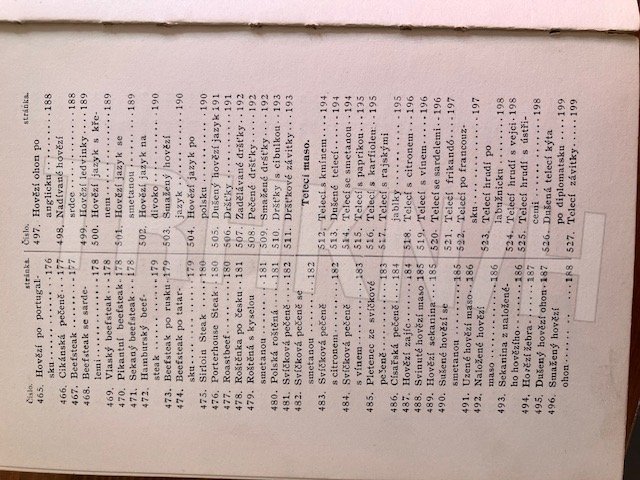 Číslo. stránka.
465. Hovězí po portugal-
sku . . . . . . 176
466. Cikánská pečeně . . 177
467. Beefsteak . . . . 177
468. Beefsteak se sarde-
lemi . . . . . . 178
469. Vlaský beefsteak . . 178
470. Pikantní beefsteak . 178
471. Sekaný beefsteak . . 178
472. Hamburský beef-
steak . . . . . . 179
473. Beefsteak po rusku . 179
474. Beefsteak po tatar-
sku . . . . . . 179
475. Sirloin Steak . . . 180
476. Porterhouse Steak . 180
477. Roastbeef . . . . 180
478. Roštěnka po česku . 181
479. Roštěná s kyselou
smetanou . . . . 181
480. Polská roštěná . . 181
481. Svíčková pečeně . . 182
482. Svíčková pečeně se
smetanou . . . . 182
483. Svíčková pečeně
s citronem . . . . 182
484. Svíčková pečeně
s vínem . . . . . 183
485. Pletenec ze svíčkové
pečeně . . . . . 183
486. Císařská pečeně . . 184
487. Hovězí zajíc . . . 184
488. Svinuté hovězí maso 185
489. Hovězí sekanina . . 185
490. Sušené hovězí se
smetanou . . . . 185
491. Uzené hovězí maso . 186
492. Naložené hovězí
maso . . . . . . 186
493. Sekanina z naložené-
ho hovězího . . . 186
494. Hovězí žebra . . . 187
495. Dušený hovězí ohon . 187
496. Smažený hovězí
ohon . . . . . . 188
Číslo. stránka.
497. Hovězí ohon po
anglicku . . . . 188
498. Nadívané hovězí
srdce . . . . . . 188
499. Hovězí ledvinky . . 189
500. Hovězí jazyk s kře-
nem . . . . . . 189
501. Hovězí jazyk se
smetanou . . . . 190
502. Hovězí jazyk na
divoko . . . . . 190
503. Smažený hovězí
jazyk . . . . . . 190
504. Hovězí jazyk po
polsku . . . . . 190
505. Dušený hovězí jazyk 191
506. Dršťky . . . . . 191
507. Zadělávané dršťky . 192
508. Pečené dršťky . . 192
509. Smažené dršťky . . 192
510. Dršťky s cibulkou . 193
511. Dršťkové závitky . . 193
Telecí maso.
512. Telecí s kmínem . . 194
513. Dušené telecí . . . 194
514. Telecí se smetanou . 194
515. Telecí s paprikou . . 195
516. Telecí s karfiolem . 195
517. Telecí s rajskými
jablky . . . . . 195
518. Telecí s citronem . . 196
519. Telecí s vínem . . 196
520. Telecí se sardelemi . 196
521. Telecí frikandó . . 197
522. Telecí po francouz-
sku . . . . . . 197
523. Telecí hrudí po
labužnicku . . . 198
524. Telecí hrudí s vejci . 198
525. Telecí hrudí s ústři-
cemi . . . . . . 198
526. Dušená telecí kýta
po diplomatsku . 199
527. Telecí závitky . . . 199